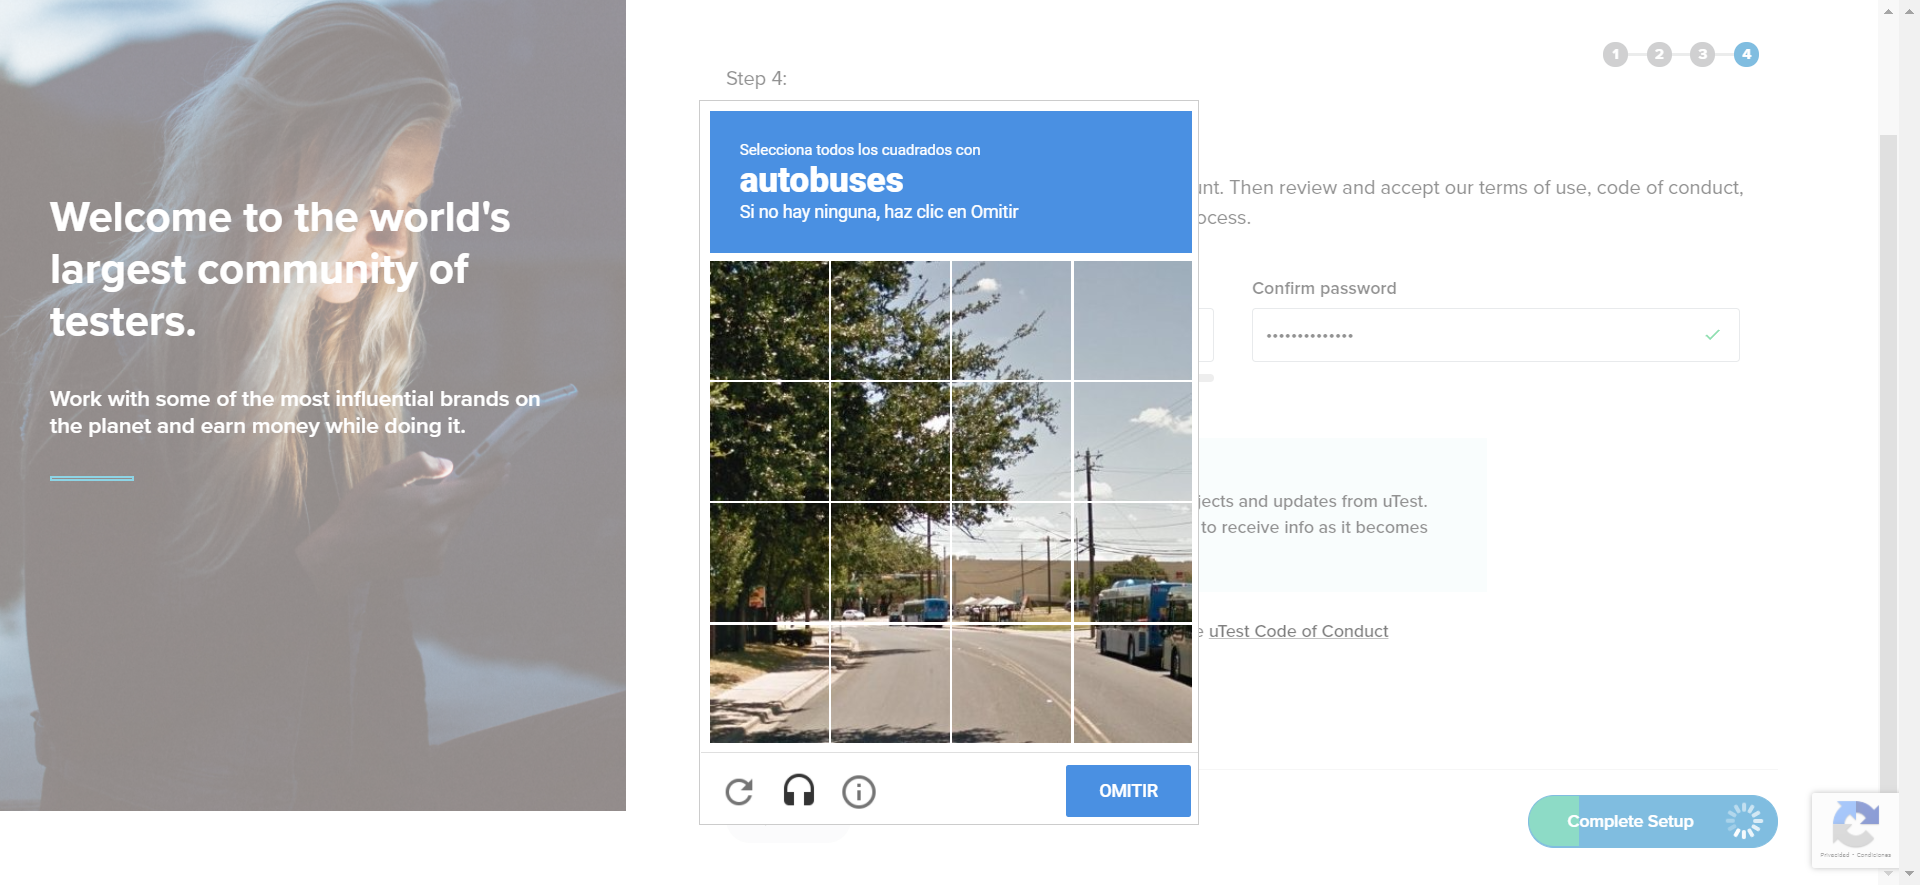 Welcome to the world's
largest community of
testers.
Work with some of the most influential brands on
the planet and earn money while doing it.
1 2 3 4
Step 4:
Selecciona todos los cuadrados con
autobuses
Si no hay ninguna, haz clic en Omitir
OMITIR
unt. Then review and accept our terms of use, code of conduct,
ocess.
Confirm password
jects and updates from uTest.
to receive info as it becomes
e uTest Code of Conduct
Complete Setup
Privacidad - Condiciones